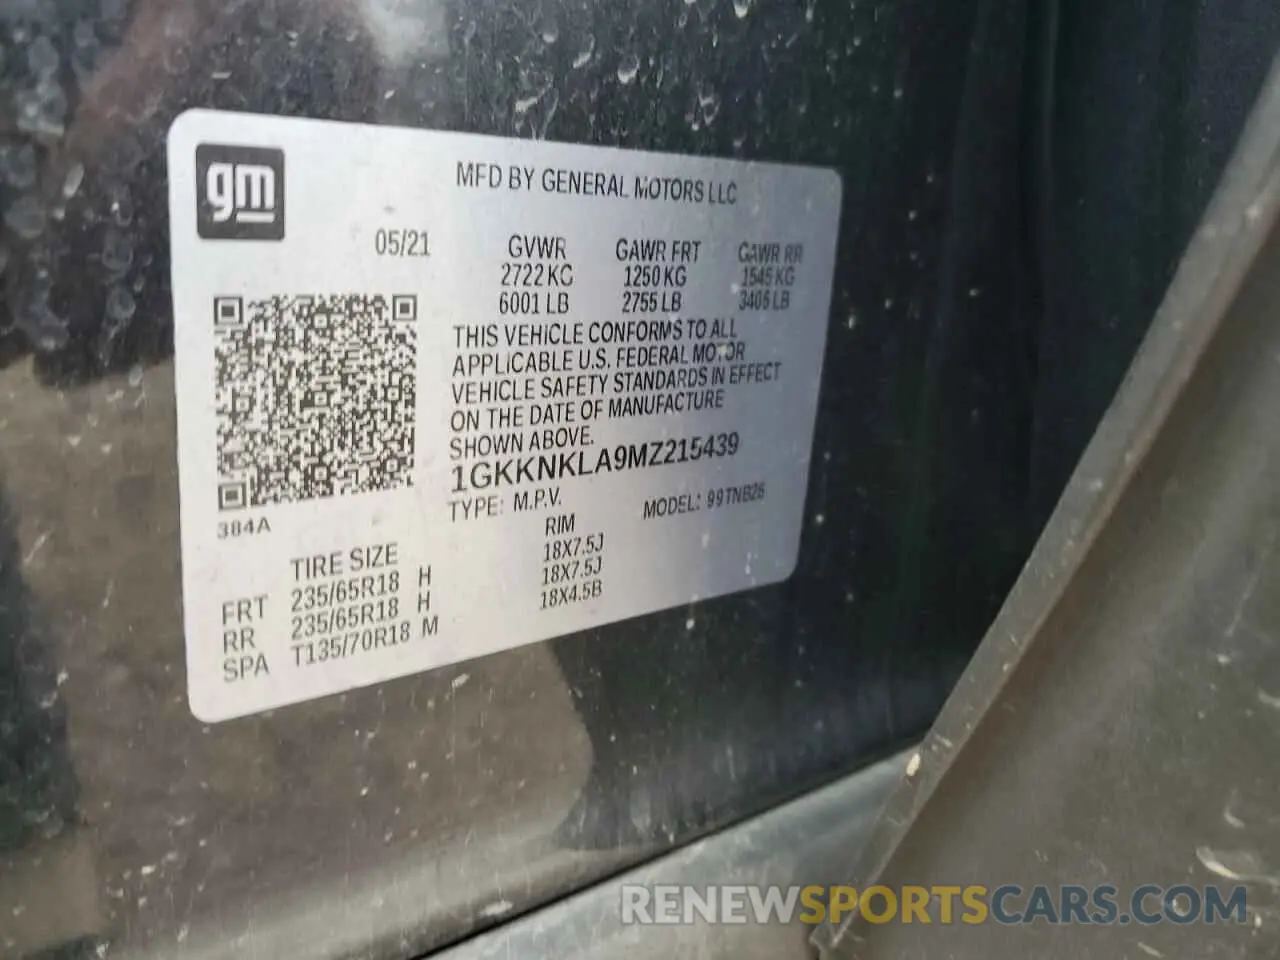 gm
MFD BY GENERAL MOTORS LLC
05/21
GVWR GAWR FRT GAWR RR
2722 KG 1250 KG 1545 KG
6001 LB 2755 LB 3406 LB
THIS VEHICLE CONFORMS TO ALL
APPLICABLE U.S. FEDERAL MOTOR
VEHICLE SAFETY STANDARDS IN EFFECT
ON THE DATE OF MANUFACTURE
SHOWN ABOVE.
1GKKNKLA9MZ215439
TYPE: M.P.V. MODEL: 99TNB26
384A
TIRE SIZE RIM
FRT 235/65R18 H 18X7.5J
RR 235/65R18 H 18X7.5J
SPA T135/70R18 M 18X4.5B
RENEWSPORTSCARS.COM